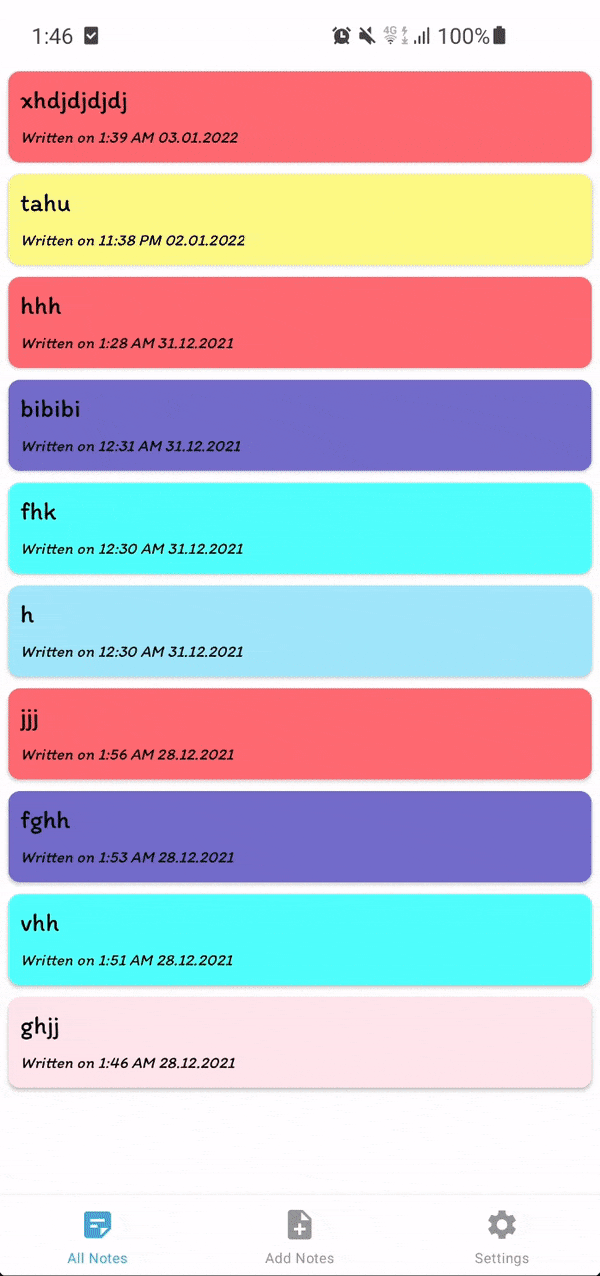 1:46
4G
100%
xhdjdjdjdj
Written on 1:39 AM 03.01.2022
tahu
Written on 11:38 PM 02.01.2022
hhh
Written on 1:28 AM 31.12.2021
bibibi
Written on 12:31 AM 31.12.2021
fhk
Written on 12:30 AM 31.12.2021
h
Written on 12:30 AM 31.12.2021
jjj
Written on 1:56 AM 28.12.2021
fghh
Written on 1:53 AM 28.12.2021
vhh
Written on 1:51 AM 28.12.2021
ghjj
Written on 1:46 AM 28.12.2021
All Notes
Add Notes
Settings